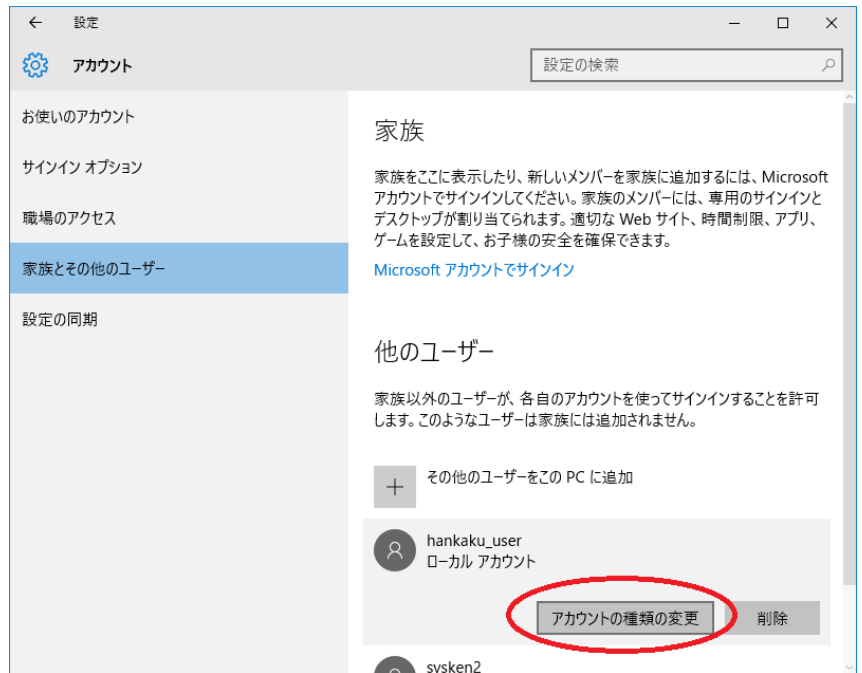 設定
アカウント
設定の検索
お使いのアカウント
サインイン オプション
職場のアクセス
家族とその他のユーザー
設定の同期
家族
家族をここに表示したり、新しいメンバーを家族に追加するには、Microsoft
アカウントでサインインしてください。家族のメンバーには、専用のサインインと
デスクトップが割り当てられます。適切な Web サイト、時間制限、アプリ、
ゲームを設定して、お子様の安全を確保できます。
Microsoft アカウントでサインイン
他のユーザー
家族以外のユーザーが、各自のアカウントを使ってサインインすることを許可
します。このようなユーザーは家族には追加されません。
その他のユーザーをこの PC に追加
hankaku_user
ローカル アカウント
アカウントの種類の変更
削除
sysken2